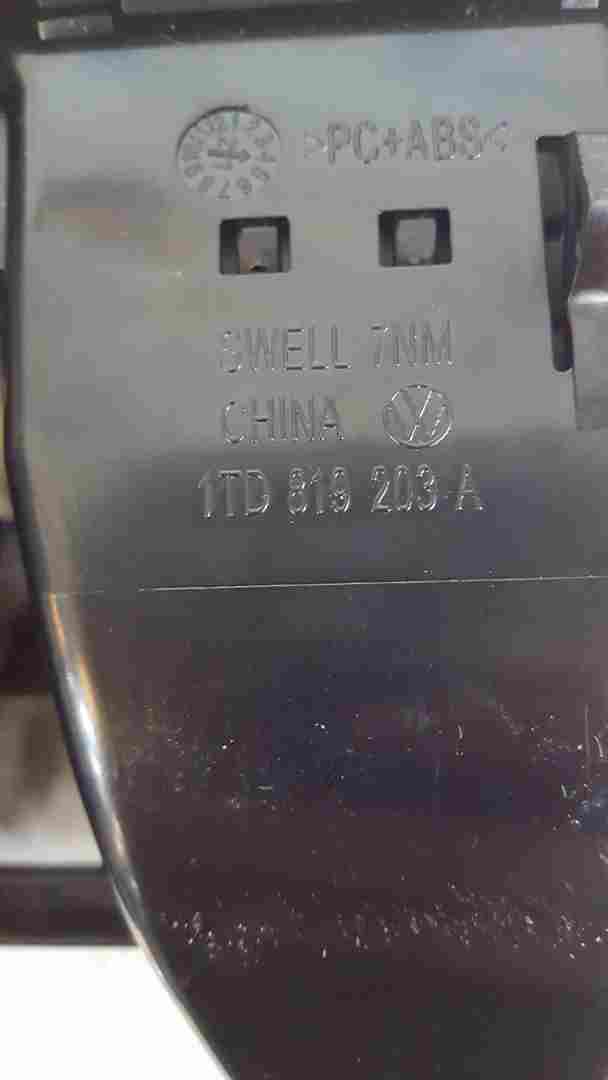 >PC+ABS<
SWELL 7NM
CHINA
1TD 819 203 A